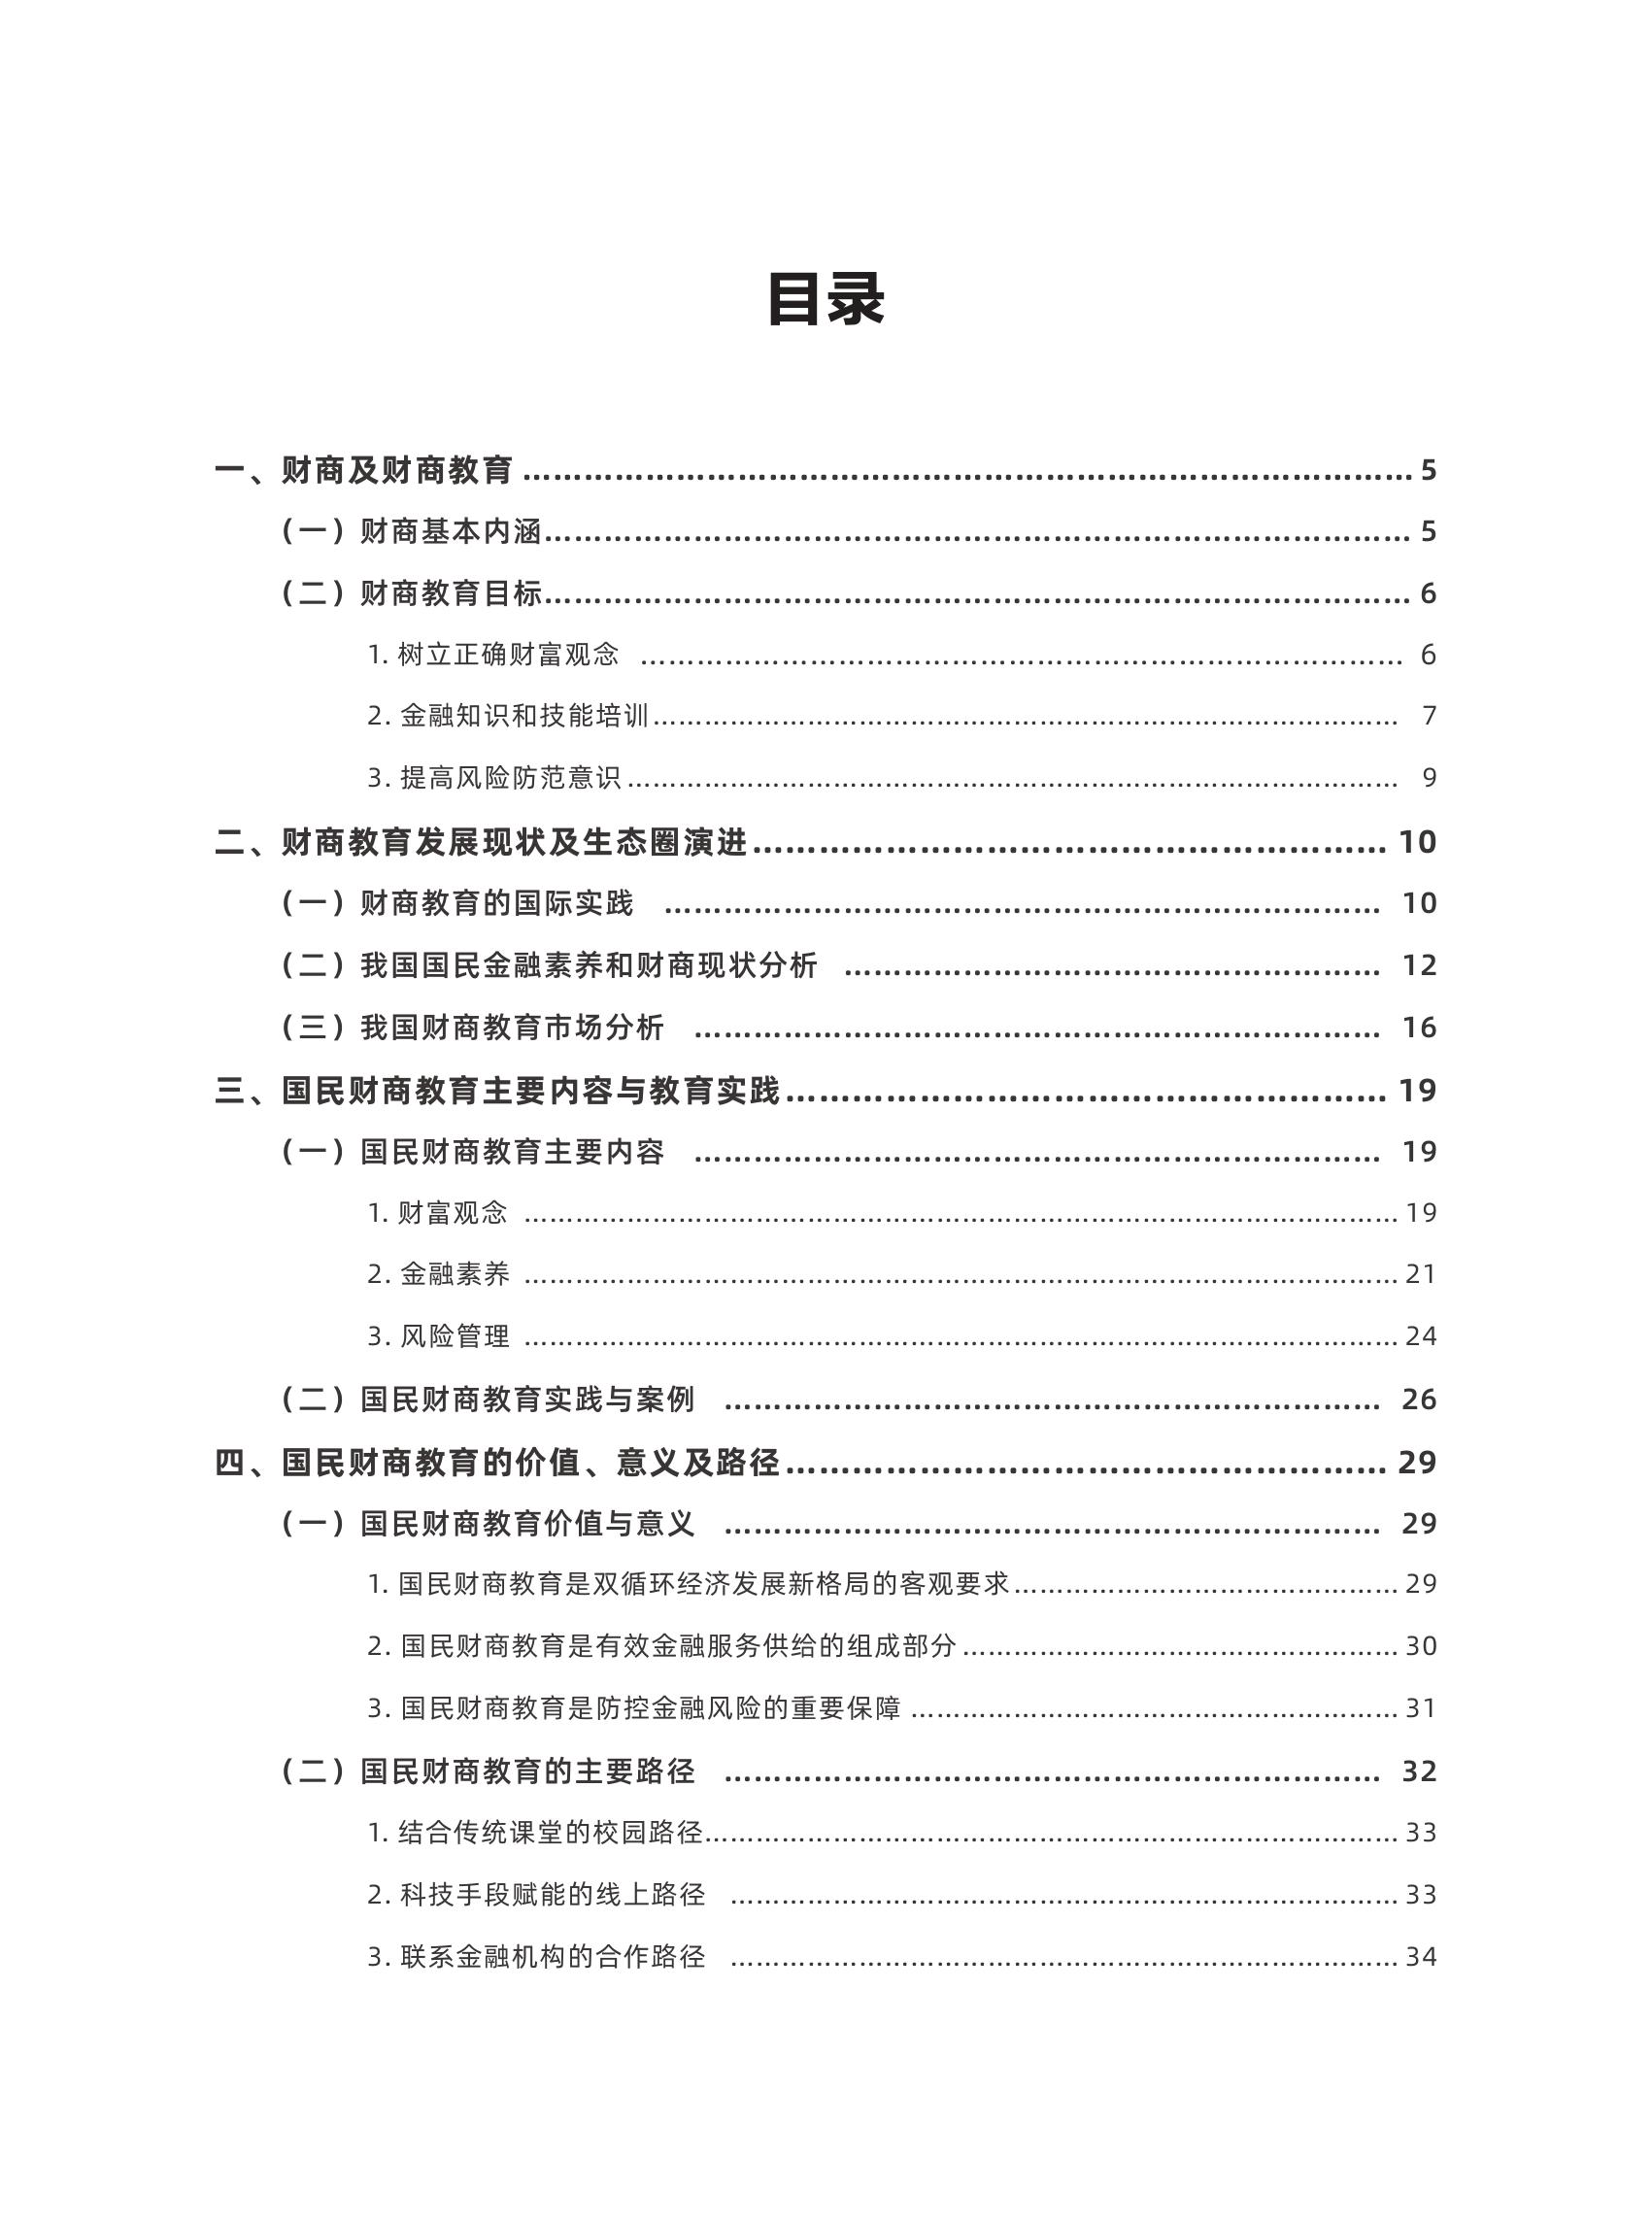 目录
一、财商及财商教育 …………………………………………………………………………… 5
(一) 财商基本内涵…………………………………………………………………………… 5
(二) 财商教育目标…………………………………………………………………………… 6
1. 树立正确财富观念 ……………………………………………………………………… 6
2. 金融知识和技能培训…………………………………………………………………… 7
3. 提高风险防范意识……………………………………………………………………… 9
二、财商教育发展现状及生态圈演进………………………………………………… 10
(一) 财商教育的国际实践 ……………………………………………………………… 10
(二) 我国国民金融素养和财商现状分析 ……………………………………………… 12
(三) 我国财商教育市场分析 …………………………………………………………… 16
三、国民财商教育主要内容与教育实践……………………………………………… 19
(一) 国民财商教育主要内容 …………………………………………………………… 19
1. 财富观念 ………………………………………………………………………………… 19
2. 金融素养 ………………………………………………………………………………… 21
3. 风险管理 ………………………………………………………………………………… 24
(二) 国民财商教育实践与案例 ………………………………………………………… 26
四、国民财商教育的价值、意义及路径……………………………………………… 29
(一) 国民财商教育价值与意义 ………………………………………………………… 29
1. 国民财商教育是双循环经济发展新格局的客观要求………………………………… 29
2. 国民财商教育是有效金融服务供给的组成部分……………………………………… 30
3. 国民财商教育是防控金融风险的重要保障 …………………………………………… 31
(二) 国民财商教育的主要路径 ………………………………………………………… 32
1. 结合传统课堂的校园路径……………………………………………………………… 33
2. 科技手段赋能的线上路径 ……………………………………………………………… 33
3. 联系金融机构的合作路径 ……………………………………………………………… 34